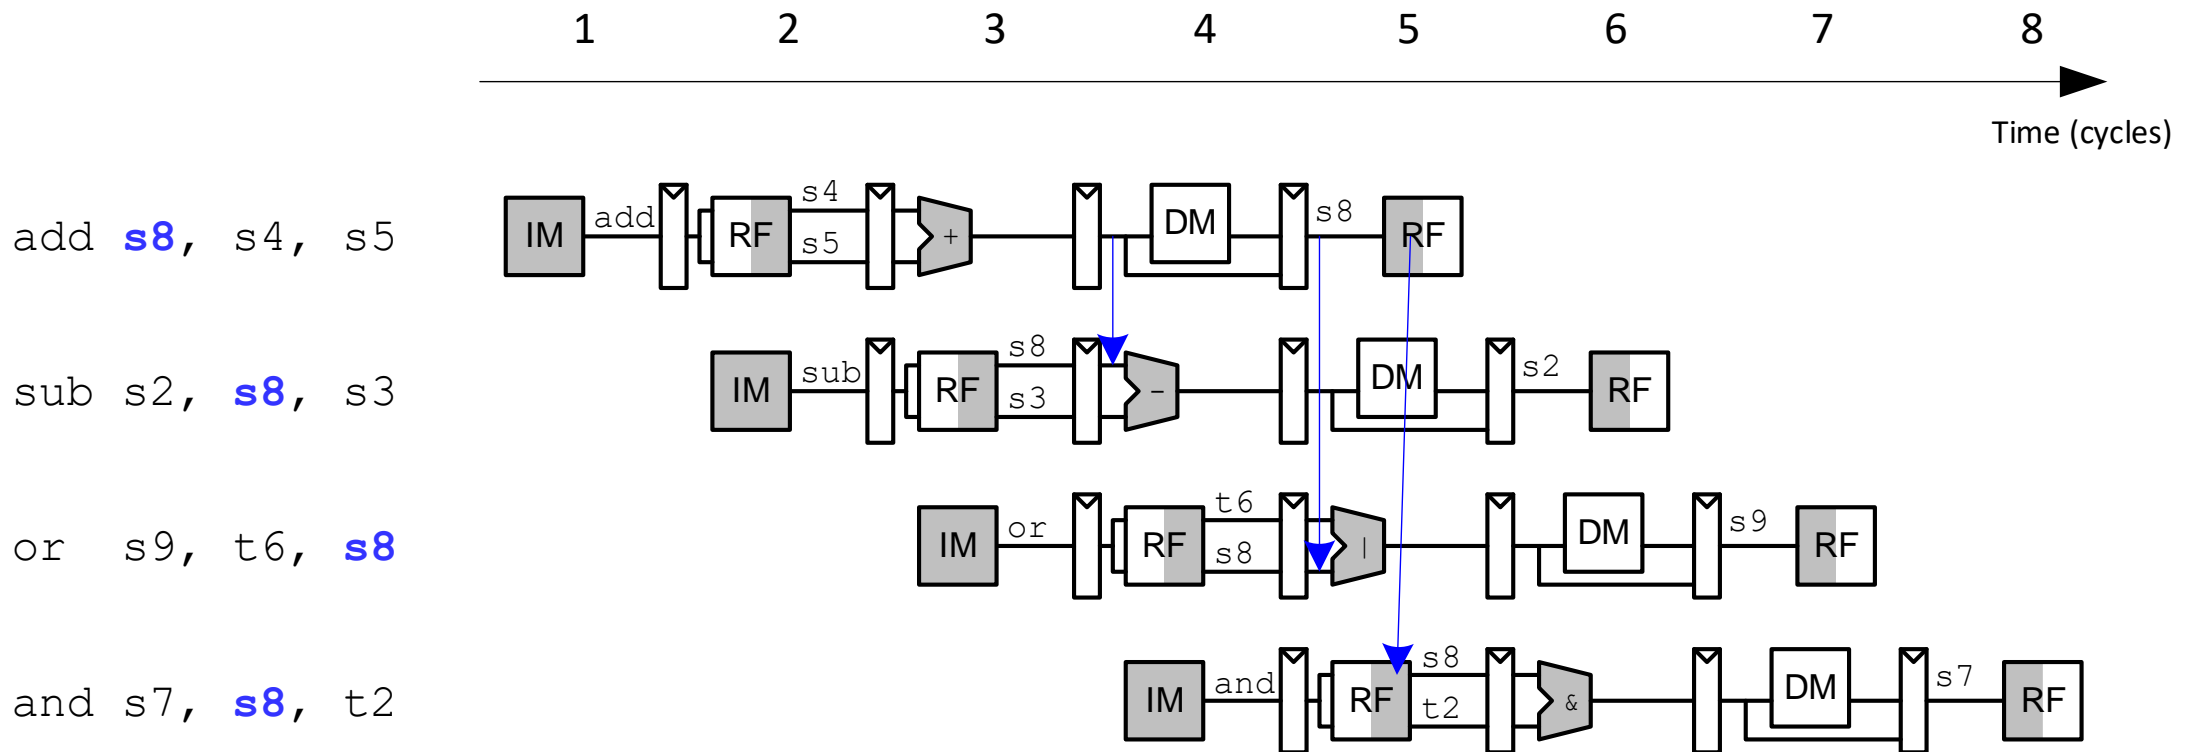 1 2 3 4 5 6 7 8
Time (cycles)
add s8, s4, s5 IM add RF s4 s5 + DM s8 RF
sub s2, s8, s3 IM sub RF s8 s3 - DM s2 RF
or s9, t6, s8 IM or RF t6 s8 | DM s9 RF
and s7, s8, t2 IM and RF s8 t2 & DM s7 RF